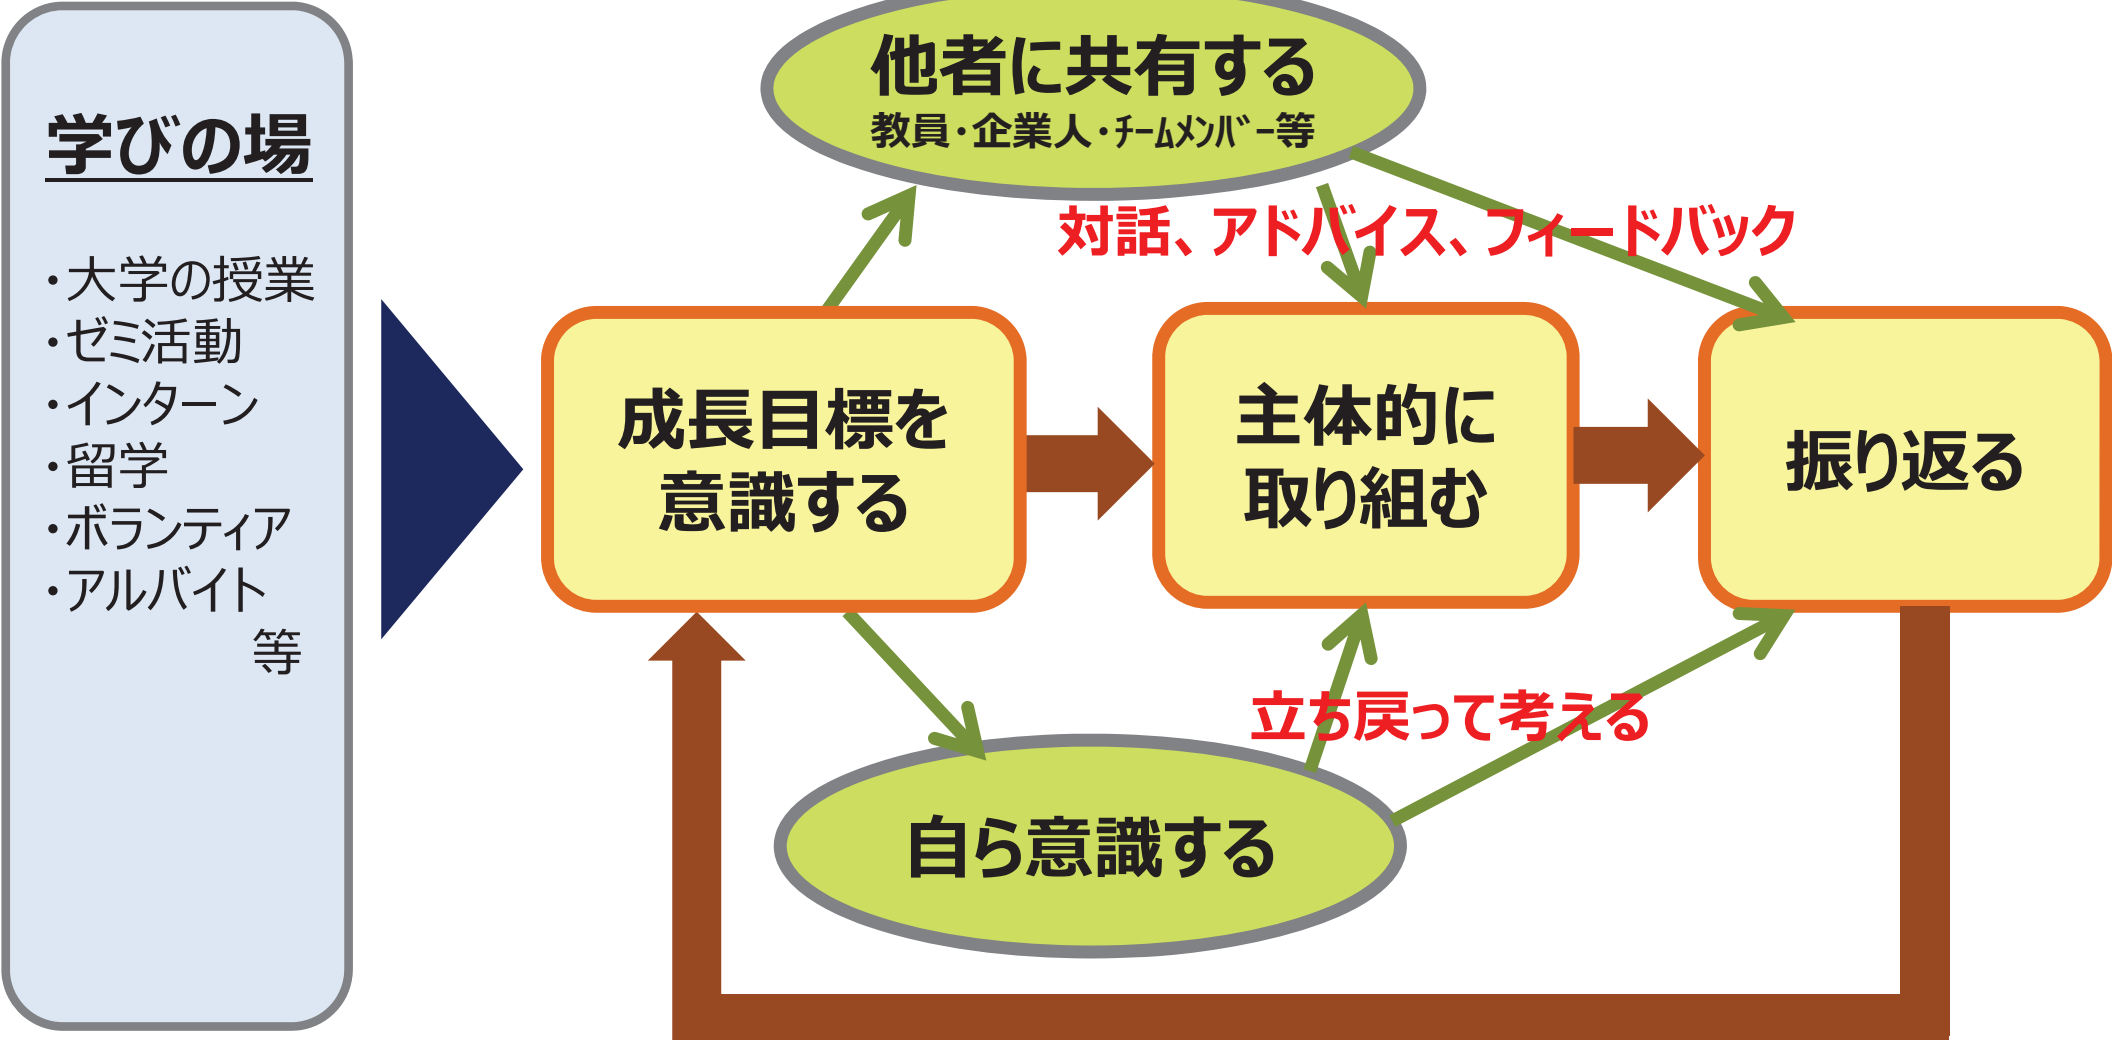 学びの場
・大学の授業
・ゼミ活動
・インターン
・留学
・ボランティア
・アルバイト
等
他者に共有する
教員・企業人・ﾁｰﾑﾒﾝﾊﾞｰ等
対話、アドバイス、フィードバック
成長目標を
意識する
主体的に
取り組む
振り返る
立ち戻って考える
自ら意識する